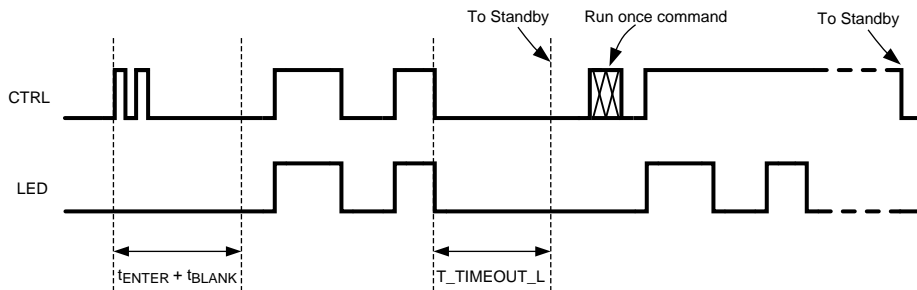 To Standby
Run once command
To Standby
CTRL
LED
tENTER + tBLANK
T_TIMEOUT_L